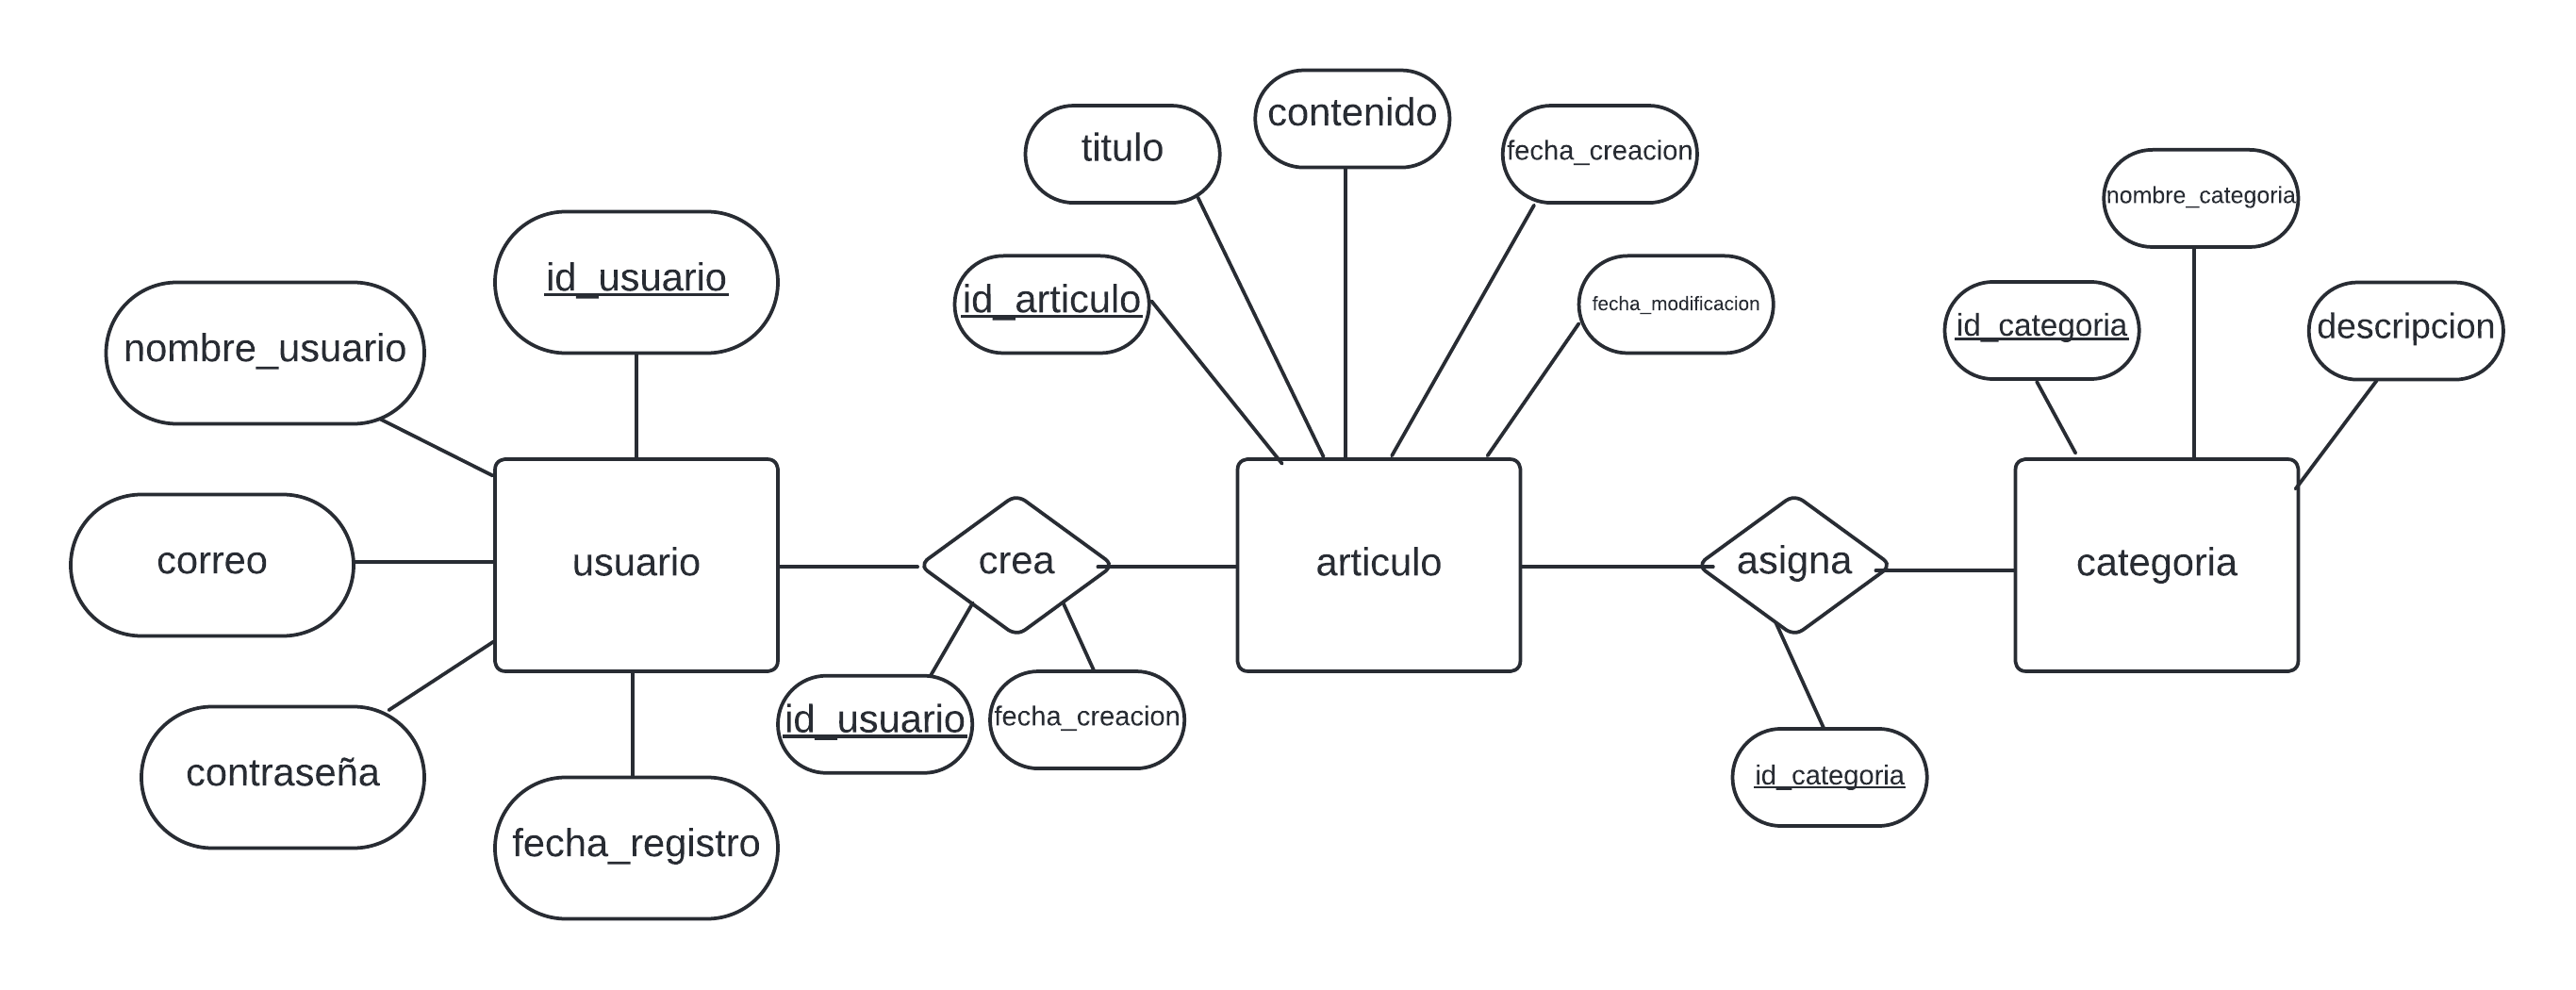 contenido
titulo
fecha_creacion
nombre_categoria
id_usuario
id_articulo
fecha_modificacion
id_categoria
descripcion
nombre_usuario
correo
usuario
crea
articulo
asigna
categoria
id_usuario
fecha_creacion
contraseña
id_categoria
fecha_registro